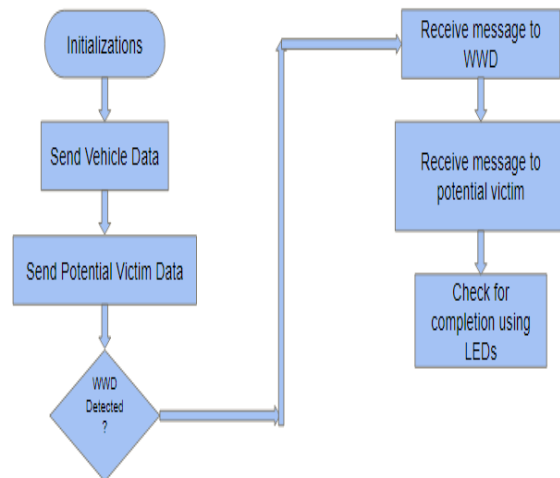 Initializations
Send Vehicle Data
Send Potential Victim Data
WWD
Detected
?
Receive message to
WWD
Receive message to
potential victim
Check for
completion using
LEDs